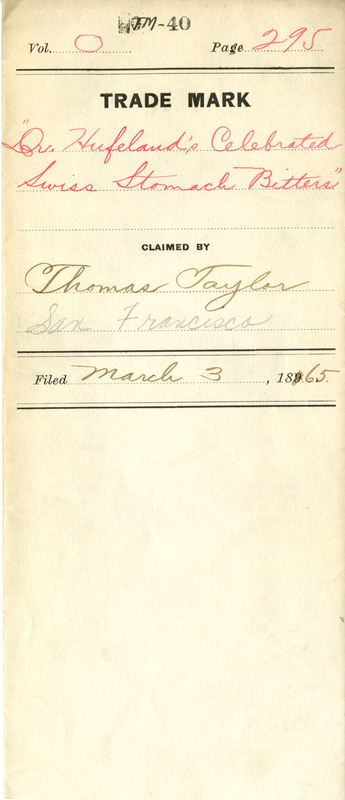 TM-40
Vol. 0 Page 295
TRADE MARK
"Dr. Hufeland's Celebrated
Swiss Stomach Bitters"
CLAIMED BY
Thomas Taylor
San Francisco
Filed March 3, 1865.